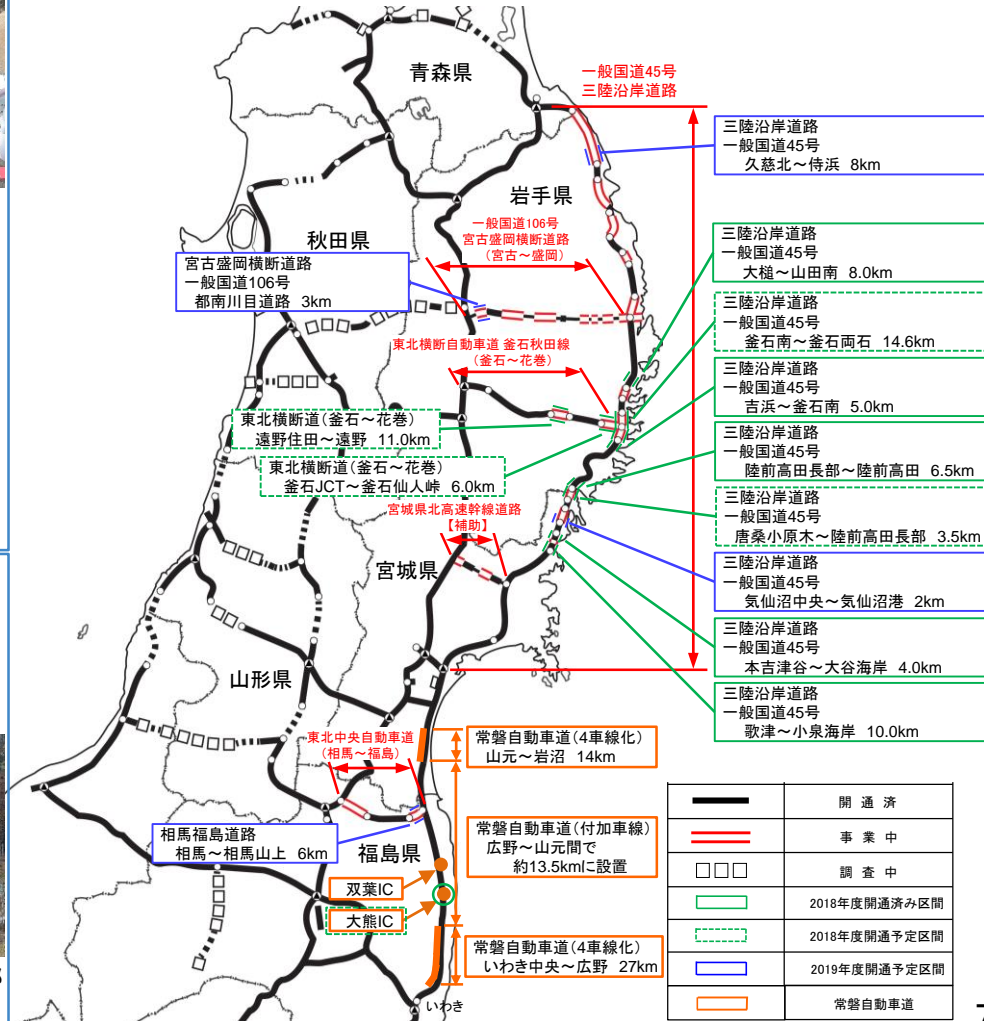 青森県
一般国道45号
三陸沿岸道路
三陸沿岸道路
一般国道45号
久慈北～侍浜 8km
岩手県
一般国道106号
宮古盛岡横断道路
（宮古～盛岡）
秋田県
宮古盛岡横断道路
一般国道106号
都南川目道路 3km
三陸沿岸道路
一般国道45号
大槌～山田南 8.0km
三陸沿岸道路
一般国道45号
釜石南～釜石両石 14.6km
東北横断自動車道 釜石秋田線
（釜石～花巻）
三陸沿岸道路
一般国道45号
吉浜～釜石南 5.0km
東北横断道（釜石～花巻）
遠野住田～遠野 11.0km
三陸沿岸道路
一般国道45号
陸前高田長部～陸前高田 6.5km
東北横断道（釜石～花巻）
釜石JCT～釜石仙人峠 6.0km
三陸沿岸道路
一般国道45号
唐桑小原木～陸前高田長部 3.5km
宮城県北高速幹線道路
【補助】
宮城県
三陸沿岸道路
一般国道45号
気仙沼中央～気仙沼港 2km
三陸沿岸道路
一般国道45号
本吉津谷～大谷海岸 4.0km
山形県
三陸沿岸道路
一般国道45号
歌津～小泉海岸 10.0km
東北中央自動車道
（相馬～福島）
常磐自動車道（4車線化）
山元～岩沼 14km
相馬福島道路
相馬～相馬山上 6km
福島県
常磐自動車道（付加車線）
広野～山元間で
約13.5kmに設置
双葉IC
大熊IC
常磐自動車道（4車線化）
いわき中央～広野 27km
いわき
開通済
事業中
調査中
2018年度開通済み区間
2018年度開通予定区間
2019年度開通予定区間
常磐自動車道